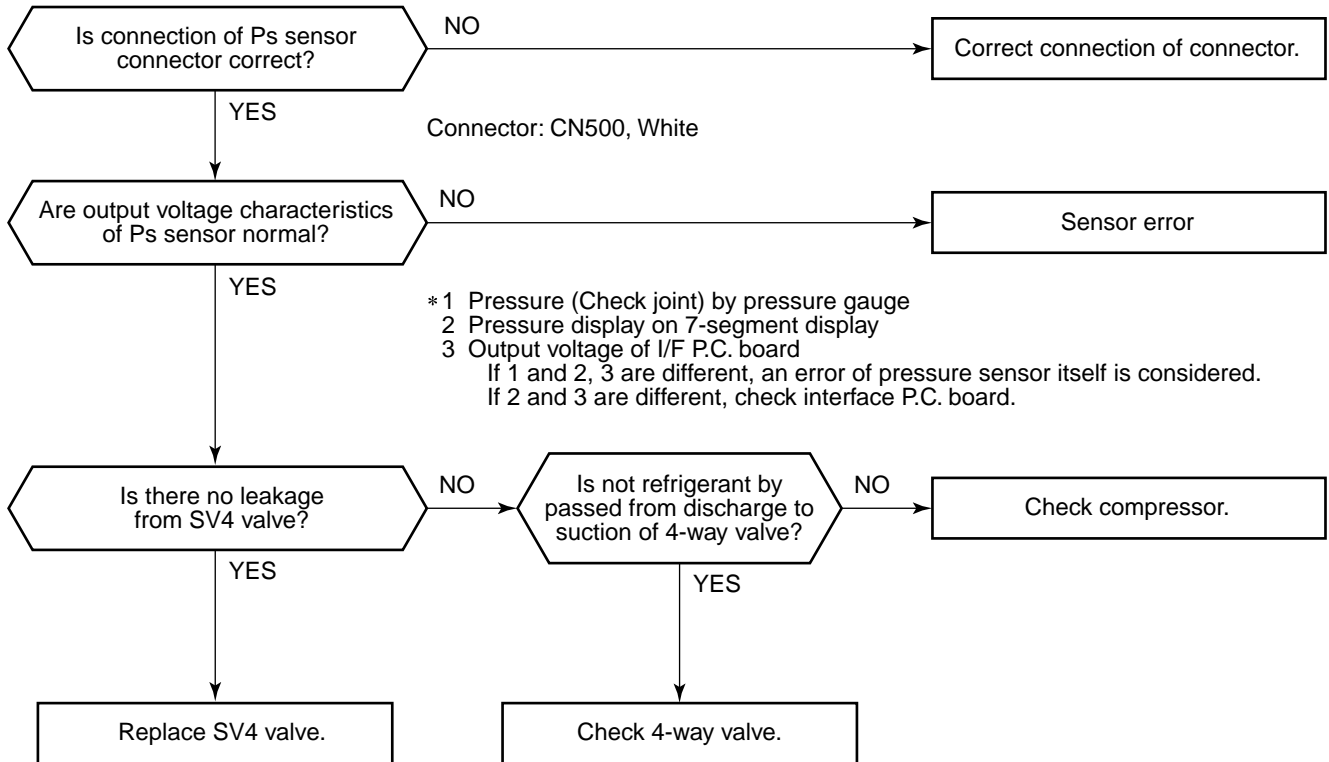 Is connection of Ps sensor
connector correct?
NO
Correct connection of connector.
YES
Connector: CN500, White
Are output voltage characteristics
of Ps sensor normal?
NO
Sensor error
YES
*1 Pressure (Check joint) by pressure gauge
2 Pressure display on 7-segment display
3 Output voltage of I/F P.C. board
If 1 and 2, 3 are different, an error of pressure sensor itself is considered.
If 2 and 3 are different, check interface P.C. board.
Is there no leakage
from SV4 valve?
NO
Is not refrigerant by
passed from discharge to
suction of 4-way valve?
NO
Check compressor.
YES
YES
Replace SV4 valve.
Check 4-way valve.